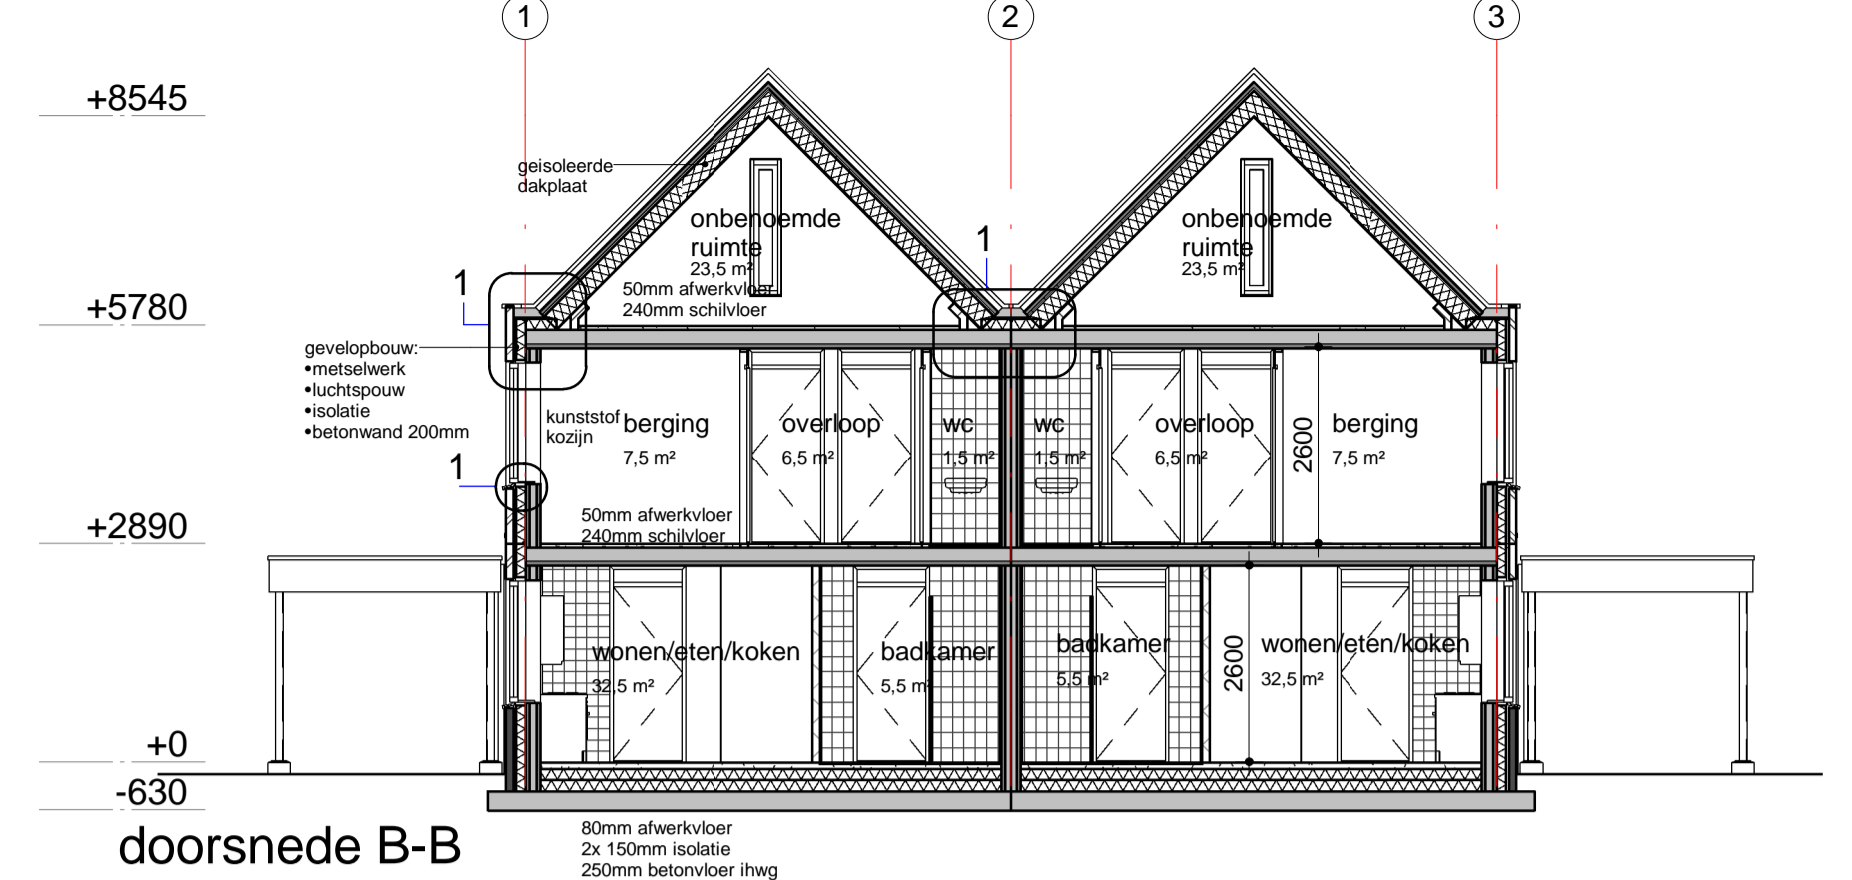 1
2
3
+8545
geisoleerde
dakplaat
onbenoemde
ruimte
23,5 m²
onbenoemde
ruimte
23,5 m²
1
1
50mm afwerkvloer
240mm schilvloer
+5780
gevelopbouw:
•metselwerk
•luchtspouw
•isolatie
•betonwand 200mm
kunststof
kozijn
berging
7,5 m²
overloop
6,5 m²
wc
1,5 m²
wc
1,5 m²
overloop
6,5 m²
2600
berging
7,5 m²
1
50mm afwerkvloer
240mm schilvloer
+2890
wonen/eten/koken
32,5 m²
badkamer
5,5 m²
badkamer
5,5 m²
2600
wonen/eten/koken
32,5 m²
+0
-630
doorsnede B-B
80mm afwerkvloer
2x 150mm isolatie
250mm betonvloer ihwg